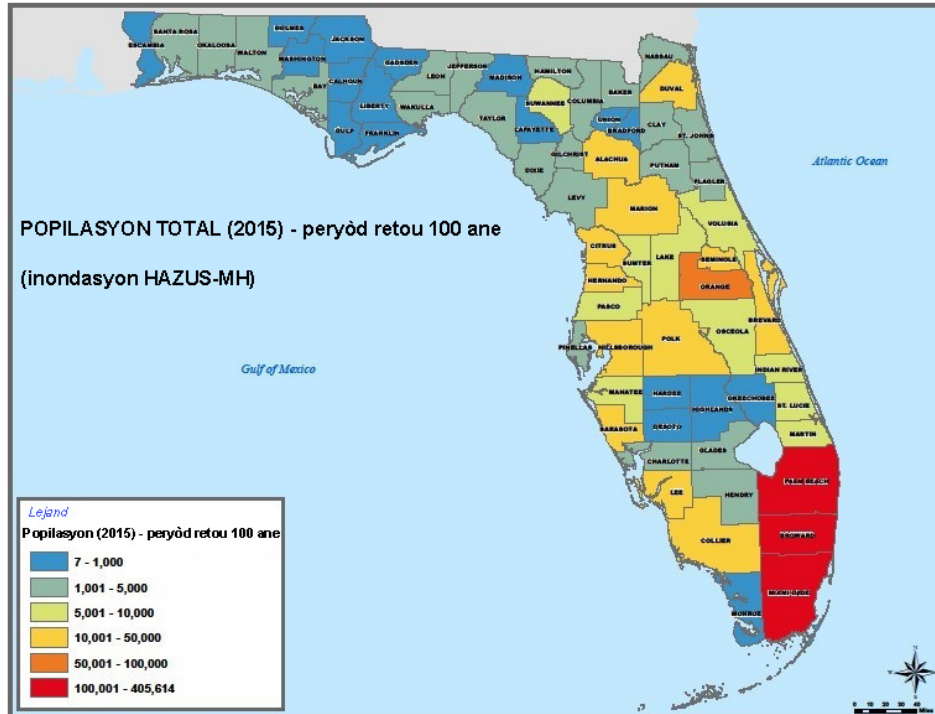 HOLMES
JACKSON
SANTA ROSA
ESCAMBIA
OKALOOSA
WALTON
WASHINGTON
GADSDEN
NASSAU
CALHOUN
LEON
JEFFERSON
MADISON
HAMILTON
DUVAL
BAY
LIBERTY
WAKULLA
SUWANNEE
COLUMBIA
BAKER
GULF
FRANKLIN
TAYLOR
LAFAYETTE
UNION
BRADFORD
CLAY
ST. JOHNS
GILCHRIST
ALACHUA
PUTNAM
DIXIE
FLAGLER
Atlantic Ocean
LEVY
MARION
VOLUSIA
POPILASYON TOTAL (2015) - peryòd retou 100 ane
(inondasyon HAZUS-MH)
CITRUS
SUMTER
LAKE
SEMINOLE
HERNANDO
ORANGE
PASCO
BREVARD
OSCEOLA
PINELLAS
HILLSBOROUGH
POLK
Gulf of Mexico
INDIAN RIVER
MANATEE
HARDEE
OKEECHOBEE
HIGHLANDS
ST. LUCIE
SARASOTA
DESOTO
MARTIN
CHARLOTTE
GLADES
LEE
HENDRY
PALM BEACH
COLLIER
BROWARD
MIAMI-DADE
MONROE
Lejand
Popilasyon (2015) - peryòd retou 100 ane
7 - 1,000
1,001 - 5,000
5,001 - 10,000
10,001 - 50,000
50,001 - 100,000
100,001 - 405,614
N
0 10 20 30 40
Miles